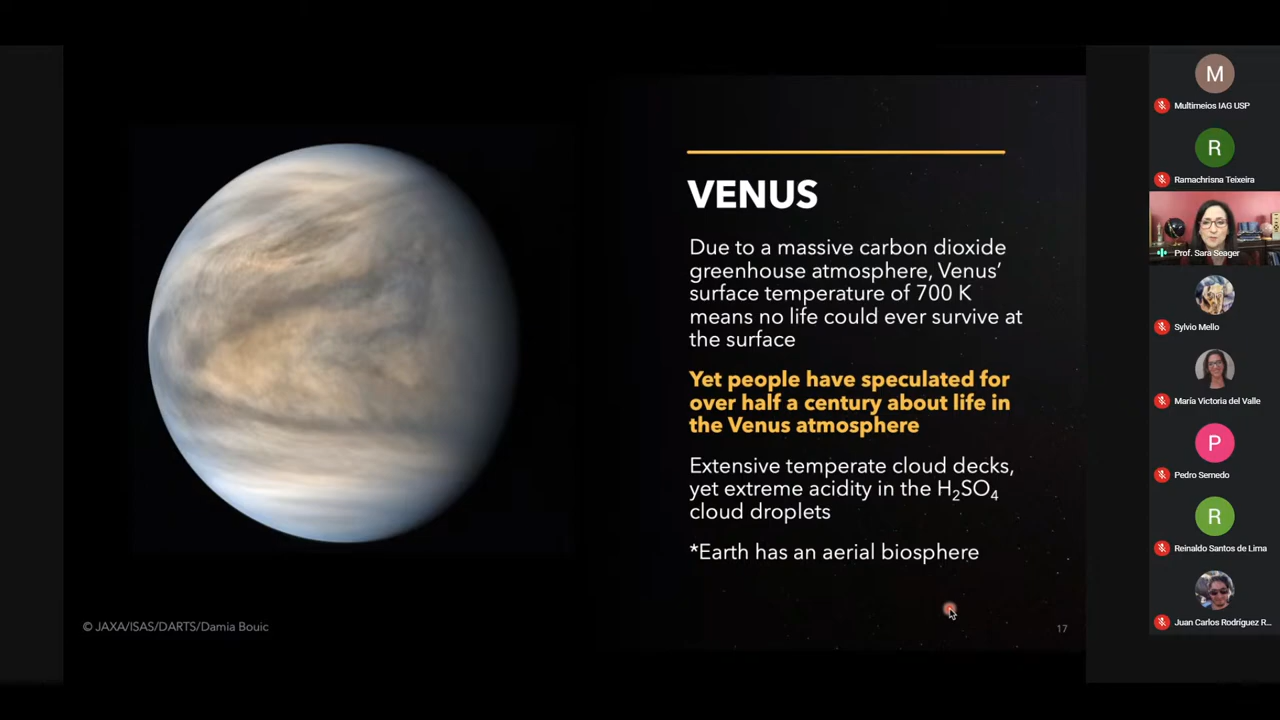 VENUS
Due to a massive carbon dioxide
greenhouse atmosphere, Venus’
surface temperature of 700 K
means no life could ever survive at
the surface
Yet people have speculated for
over half a century about life in
the Venus atmosphere
Extensive temperate cloud decks,
yet extreme acidity in the H₂SO₄
cloud droplets
*Earth has an aerial biosphere
© JAXA/ISAS/DARTS/Damia Bouic
17
M
Multimeios IAG USP
R
Ramachrisna Teixeira
Prof. Sara Seager
Sylvio Mello
María Victoria del Valle
P
Pedro Semedo
R
Reinaldo Santos de Lima
Juan Carlos Rodríguez R...